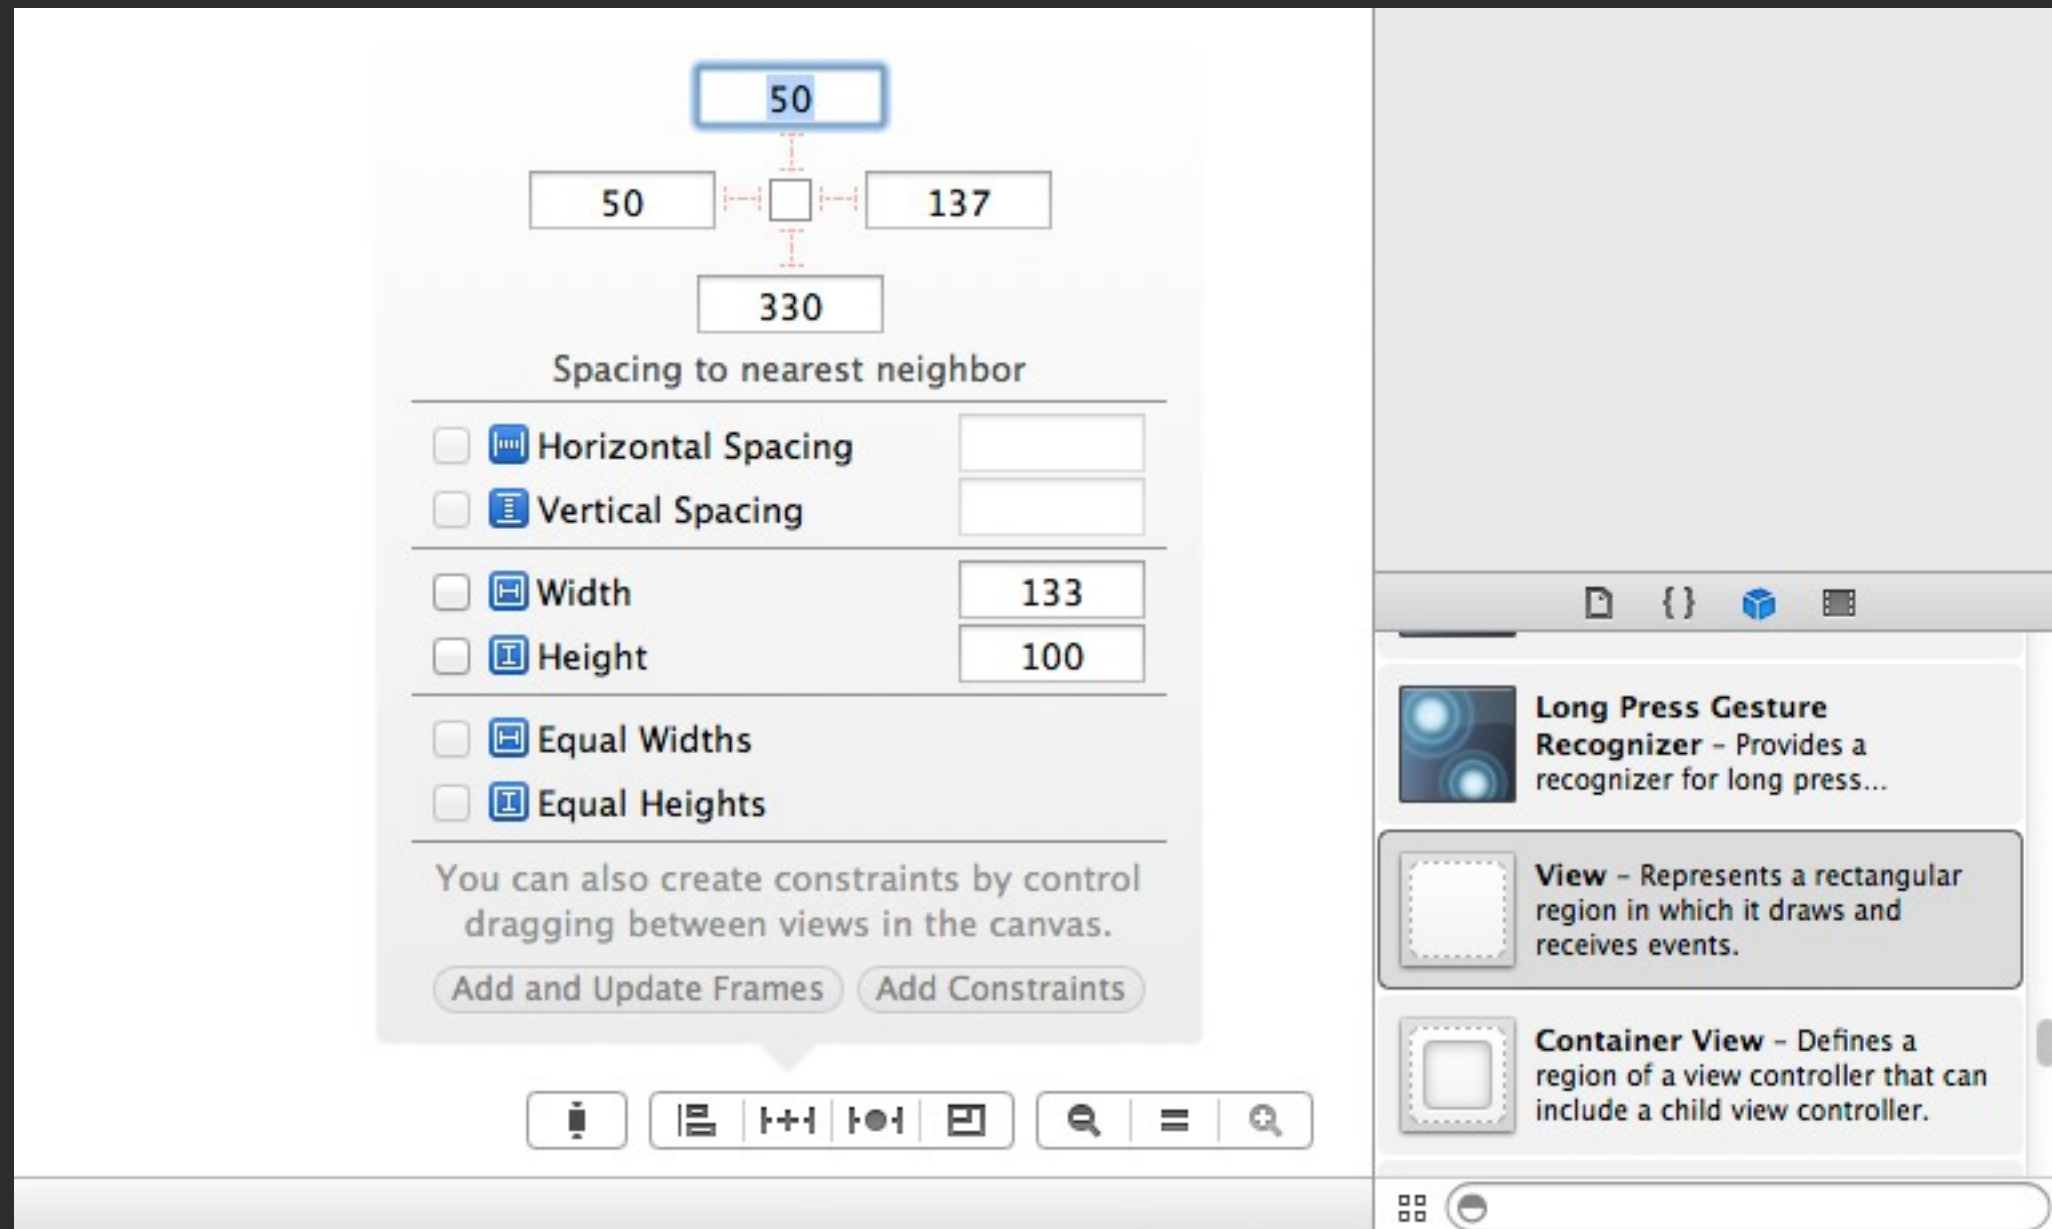 50
50
137
330
Spacing to nearest neighbor
Horizontal Spacing
Vertical Spacing
Width 133
Height 100
Equal Widths
Equal Heights
You can also create constraints by control
dragging between views in the canvas.
Add and Update Frames Add Constraints
{ }
Long Press Gesture
Recognizer – Provides a
recognizer for long press...
View – Represents a rectangular
region in which it draws and
receives events.
Container View – Defines a
region of a view controller that can
include a child view controller.